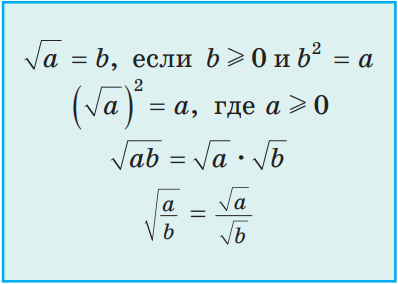 √a = b, если b ⩾ 0 и b² = a
(√a)² = a, где a ⩾ 0
√ab = √a · √b
√a/b = √a/√b